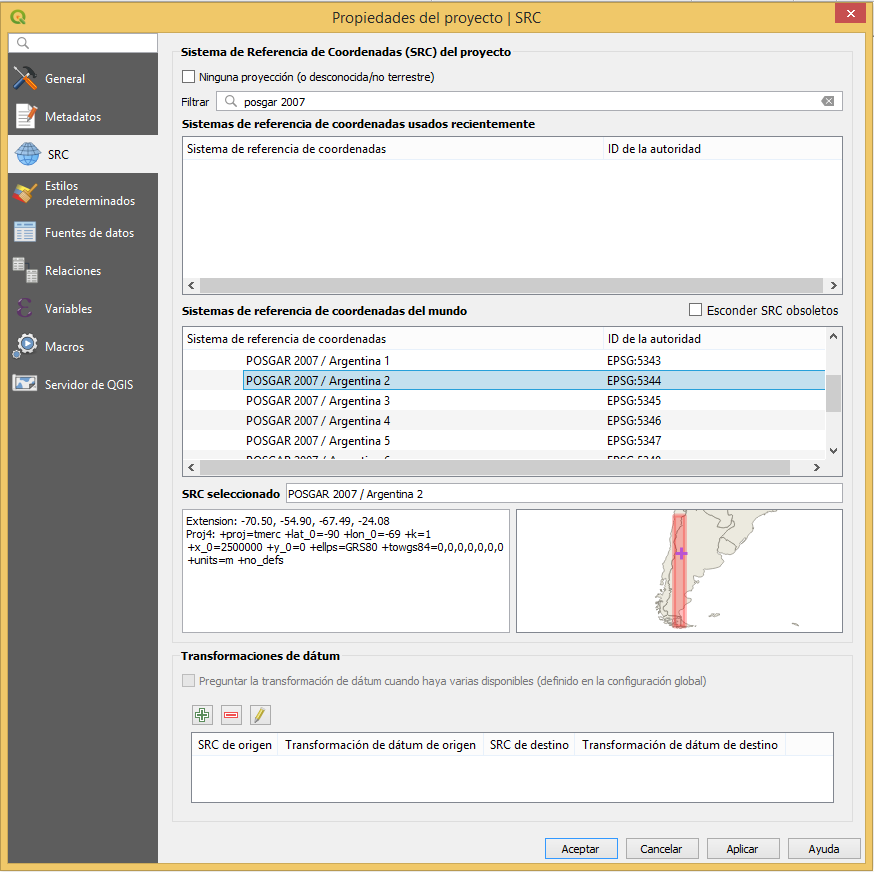 Propiedades del proyecto | SRC
General
Metadatos
SRC
Estilos
predeterminados
Fuentes de datos
Relaciones
Variables
Macros
Servidor de QGIS
Sistema de Referencia de Coordenadas (SRC) del proyecto
Ninguna proyección (o desconocida/no terrestre)
Filtrar posgar 2007
Sistemas de referencia de coordenadas usados recientemente
Sistema de referencia de coordenadas ID de la autoridad
Sistemas de referencia de coordenadas del mundo Esconder SRC obsoletos
Sistema de referencia de coordenadas ID de la autoridad
POSGAR 2007 / Argentina 1 EPSG:5343
POSGAR 2007 / Argentina 2 EPSG:5344
POSGAR 2007 / Argentina 3 EPSG:5345
POSGAR 2007 / Argentina 4 EPSG:5346
POSGAR 2007 / Argentina 5 EPSG:5347
SRC seleccionado POSGAR 2007 / Argentina 2
Extension: -70.50, -54.90, -67.49, -24.08
Proj4: +proj=tmerc +lat_0=-90 +lon_0=-69 +k=1
+x_0=2500000 +y_0=0 +ellps=GRS80 +towgs84=0,0,0,0,0,0,0
+units=m +no_defs
Transformaciones de dátum
Preguntar la transformación de dátum cuando haya varias disponibles (definido en la configuración global)
SRC de origen Transformación de dátum de origen SRC de destino Transformación de dátum de destino
Aceptar Cancelar Aplicar Ayuda